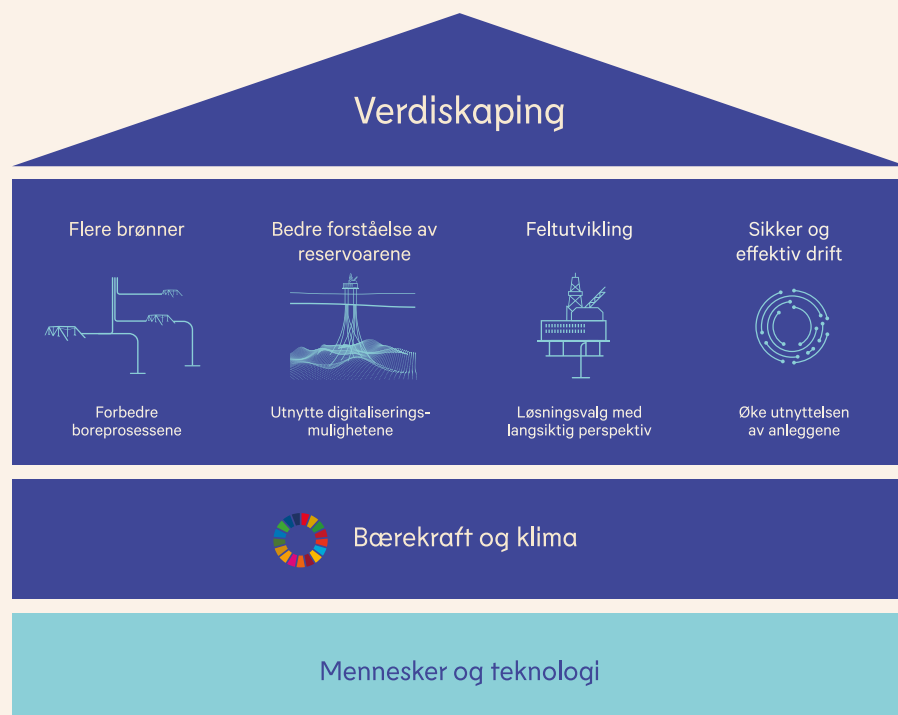 Verdiskaping
Flere brønner
Forbedre
boreprosessene
Bedre forståelse av
reservoarene
Utnytte digitaliserings-
mulighetene
Feltutvikling
Løsningsvalg med
langsiktig perspektiv
Sikker og
effektiv drift
Øke utnyttelsen
av anleggene
Bærekraft og klima
Mennesker og teknologi